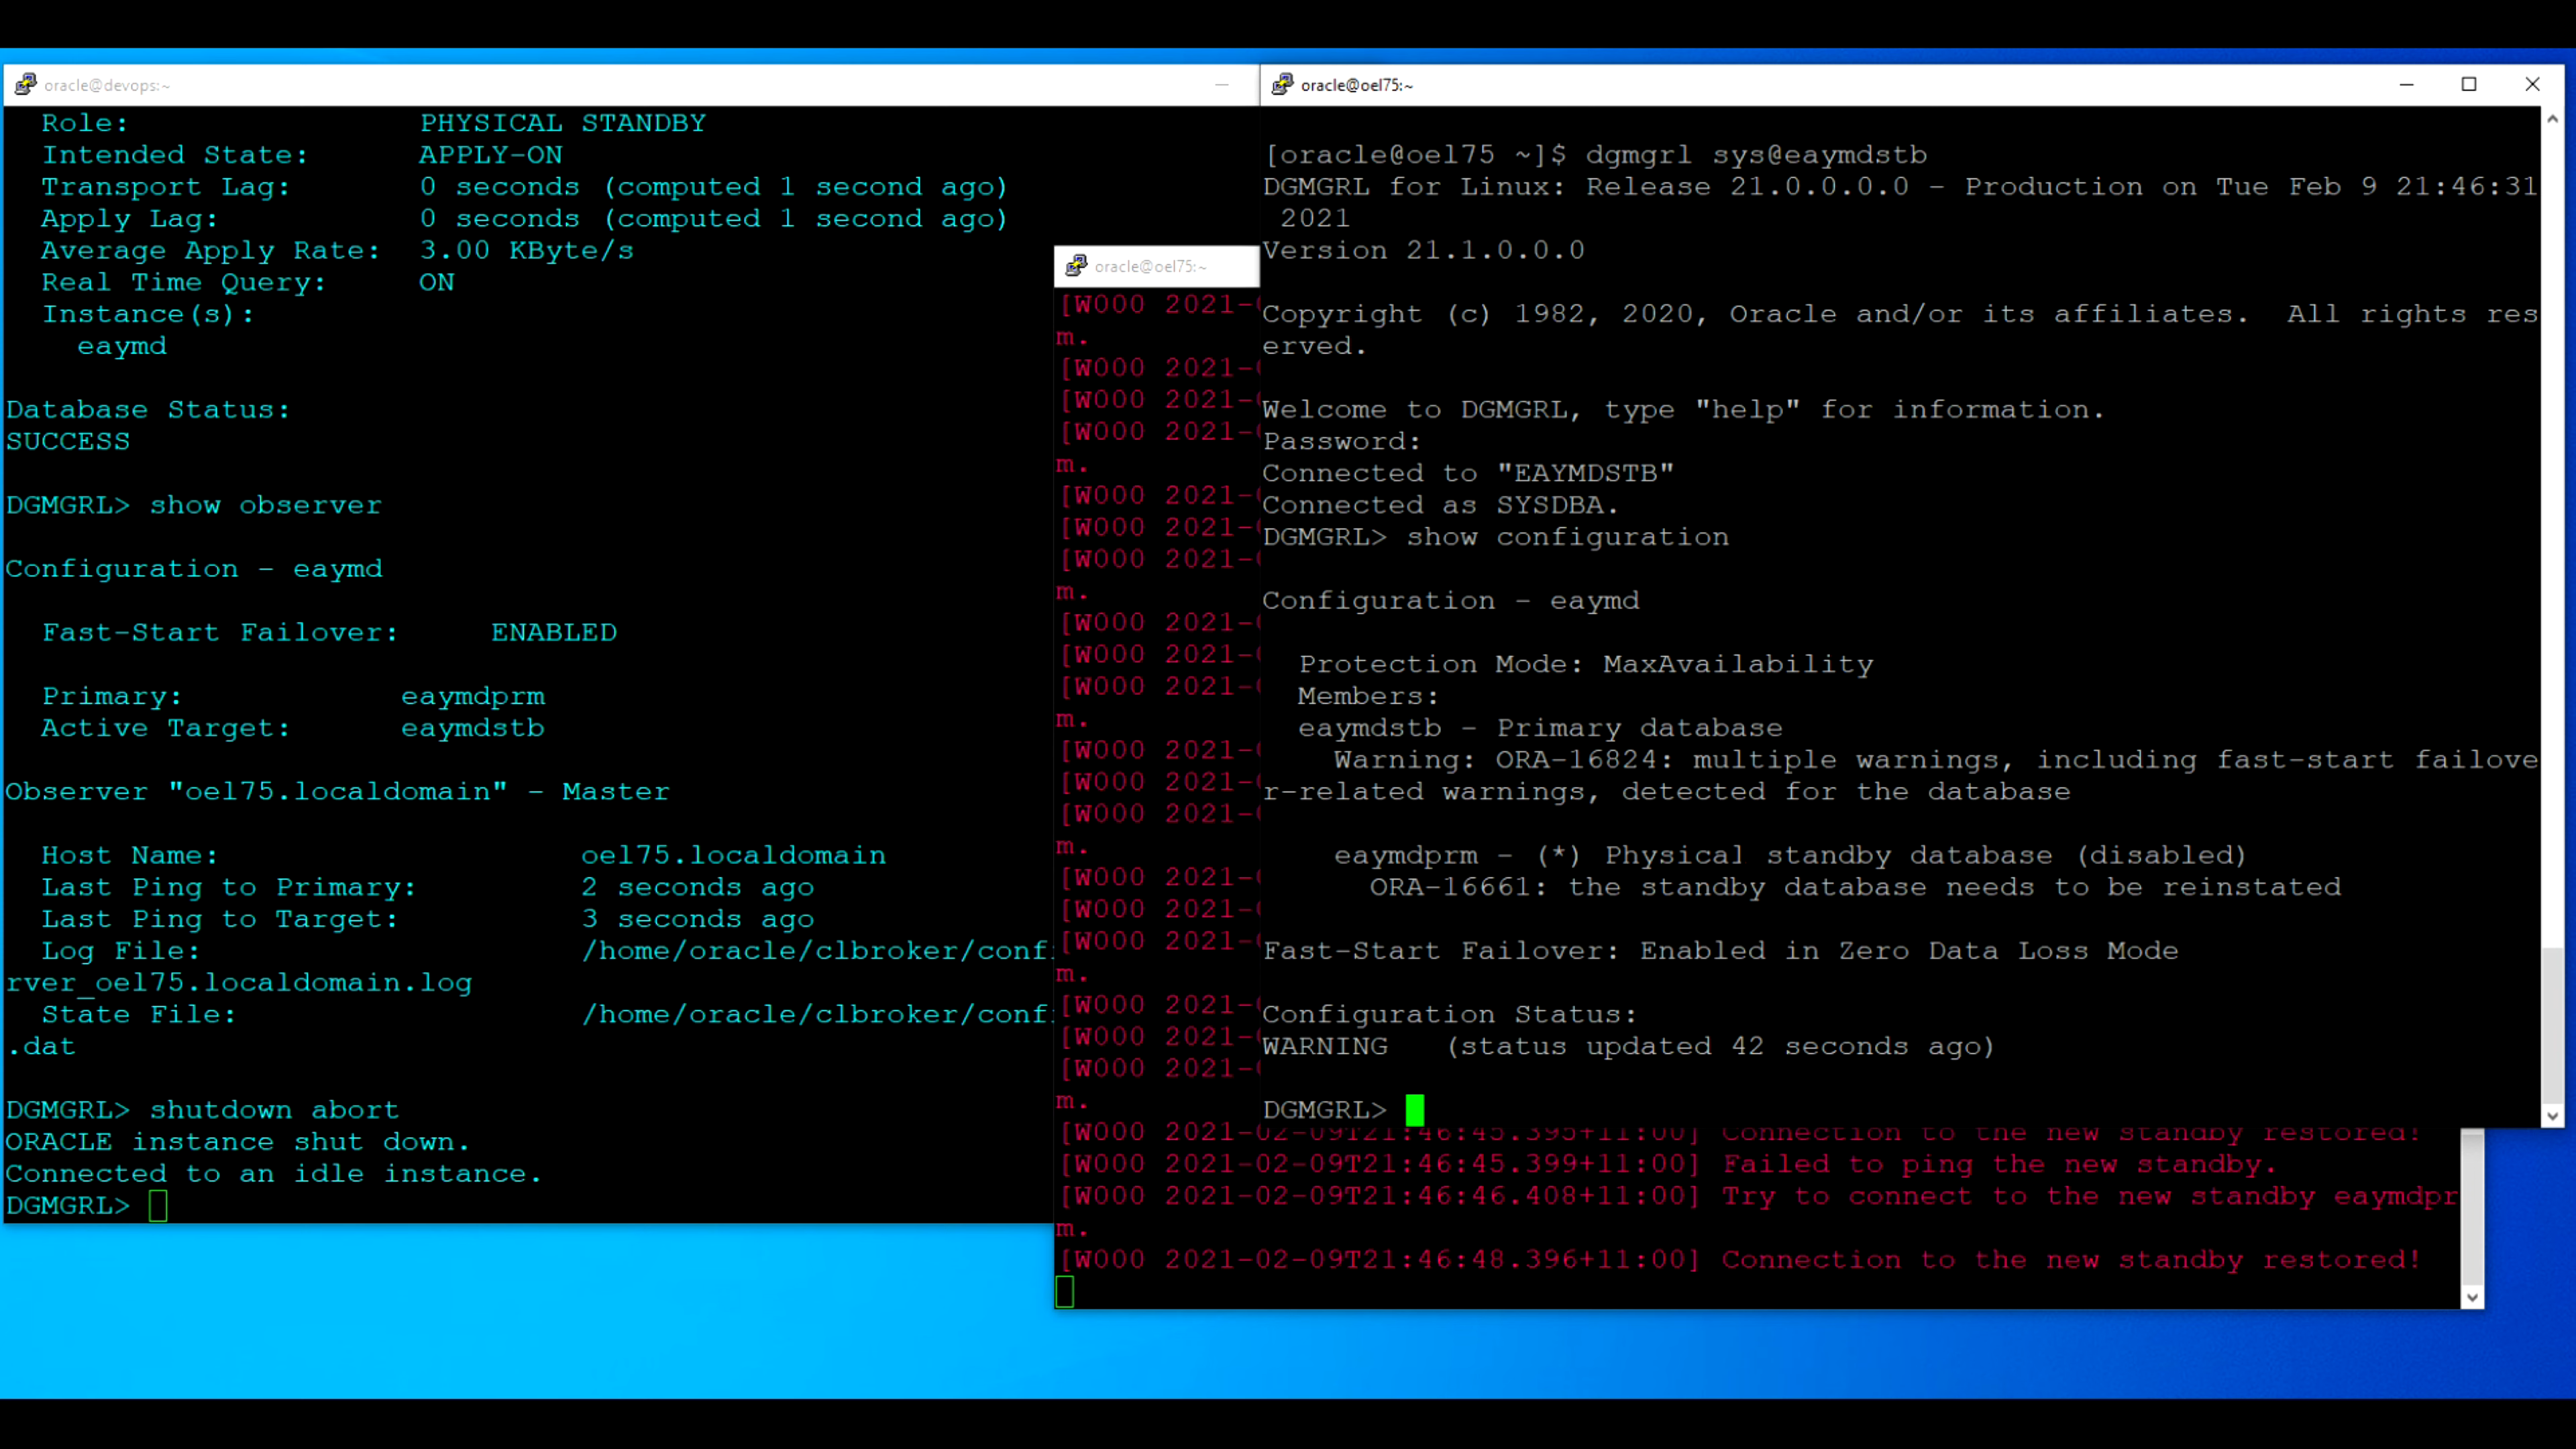 oracle@devops:~
Role: PHYSICAL STANDBY
Intended State: APPLY-ON
Transport Lag: 0 seconds (computed 1 second ago)
Apply Lag: 0 seconds (computed 1 second ago)
Average Apply Rate: 3.00 KByte/s
Real Time Query: ON
Instance(s):
eaymd
Database Status:
SUCCESS
DGMGRL> show observer
Configuration - eaymd
Fast-Start Failover: ENABLED
Primary: eaymdprm
Active Target: eaymdstb
Observer "oel75.localdomain" - Master
Host Name: oel75.localdomain
Last Ping to Primary: 2 seconds ago
Last Ping to Target: 3 seconds ago
Log File: /home/oracle/clbroker/conf
rver_oel75.localdomain.log
State File: /home/oracle/clbroker/conf
.dat
DGMGRL> shutdown abort
ORACLE instance shut down.
Connected to an idle instance.
DGMGRL>
oracle@oel75:~
[W000 2021-
m.
[W000 2021-
[W000 2021-
[W000 2021-
m.
[W000 2021-
[W000 2021-
[W000 2021-
m.
[W000 2021-
[W000 2021-
[W000 2021-
m.
[W000 2021-
[W000 2021-
[W000 2021-
m.
[W000 2021-
[W000 2021-
[W000 2021-
m.
[W000 2021-
[W000 2021-
[W000 2021-
m.
[W000 2021-02-09T21:46:45.395+11:00] Connection to the new standby restored!
[W000 2021-02-09T21:46:45.399+11:00] Failed to ping the new standby.
[W000 2021-02-09T21:46:46.408+11:00] Try to connect to the new standby eaymdpr
m.
[W000 2021-02-09T21:46:48.396+11:00] Connection to the new standby restored!
oracle@oel75:~
[oracle@oel75 ~]$ dgmgrl sys@eaymdstb
DGMGRL for Linux: Release 21.0.0.0.0 - Production on Tue Feb 9 21:46:31
2021
Version 21.1.0.0.0
Copyright (c) 1982, 2020, Oracle and/or its affiliates.  All rights res
erved.
Welcome to DGMGRL, type "help" for information.
Password:
Connected to "EAYMDSTB"
Connected as SYSDBA.
DGMGRL> show configuration
Configuration - eaymd
Protection Mode: MaxAvailability
Members:
eaymdstb - Primary database
Warning: ORA-16824: multiple warnings, including fast-start failove
r-related warnings, detected for the database
eaymdprm - (*) Physical standby database (disabled)
ORA-16661: the standby database needs to be reinstated
Fast-Start Failover: Enabled in Zero Data Loss Mode
Configuration Status:
WARNING   (status updated 42 seconds ago)
DGMGRL>